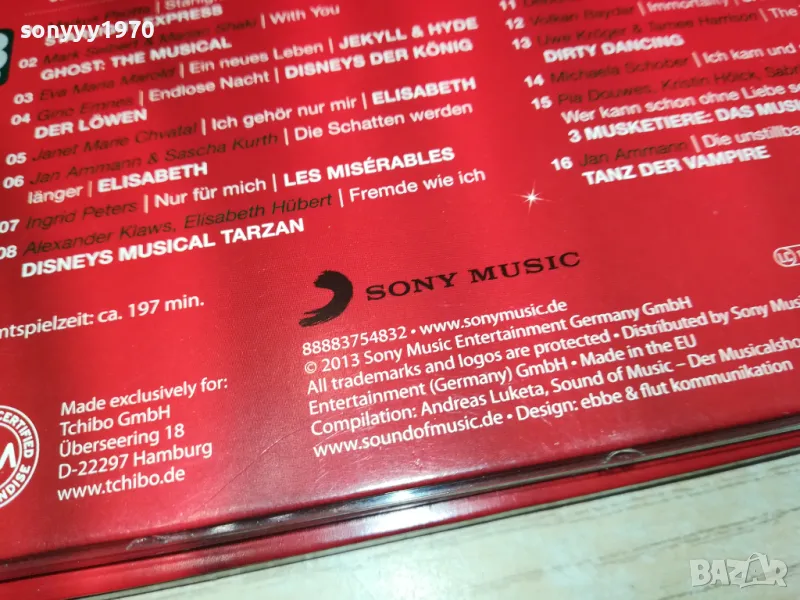 sonyyy1970
3
With You
EXPRESS
02 Mark Seibert &
GHOST: THE MUSICAL
03 Eva Maria Marold | Ein neues Leben | JEKYLL & HYDE
04 Gino Emnes | Endlose Nacht | DISNEYS DER KÖNIG
DER LÖWEN
05 Janet Marie Chvatal | Ich gehör nur mir | ELISABETH
06 Jan Ammann & Sascha Kurth | Die Schatten werden
länger | ELISABETH
07 Ingrid Peters | Nur für mich | LES MISÉRABLES
08 Alexander Klaws, Elisabeth Hübert | Fremde wie ich
DISNEYS MUSICAL TARZAN
11
12 Volkan Baydar | Immortality
13 Uwe Kröger & Tamee Harrison | The
DIRTY DANCING
14 Michaela Schober | Ich kam und
15 Pia Douwes, Kristin Hölck, Sabr
Wer kann schon ohne Liebe se
3 MUSKETIERE: DAS MUSI
16 Jan Ammann | Die unstillba
TANZ DER VAMPIRE
SONY MUSIC
LC
ntspielzeit: ca. 197 min.
88883754832 • www.sonymusic.de
© 2013 Sony Music Entertainment Germany GmbH
All trademarks and logos are protected • Distributed by Sony Music
Entertainment (Germany) GmbH • Made in the EU
Compilation: Andreas Luketa, Sound of Music – Der Musicalsho
www.soundofmusic.de • Design: ebbe & flut kommunikation
CERTIFIED
NDISE
Made exclusively for:
Tchibo GmbH
Überseering 18
D-22297 Hamburg
www.tchibo.de
BAZAR